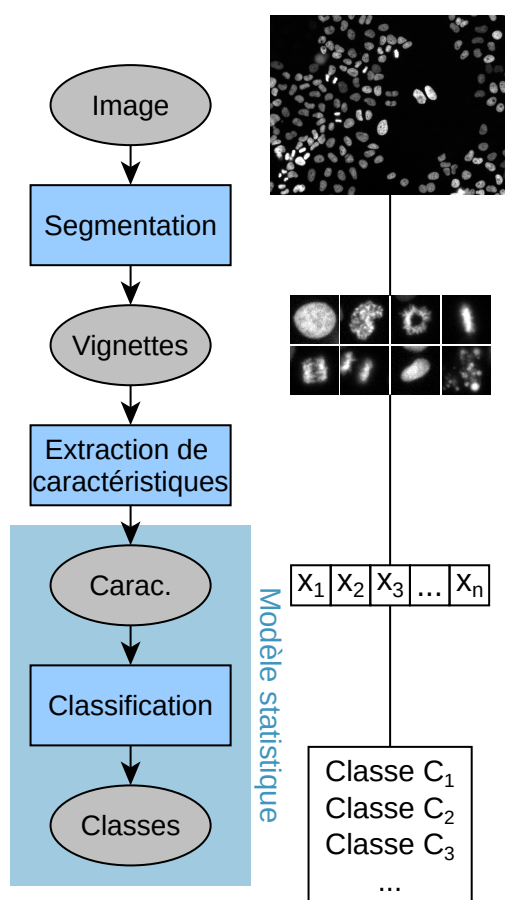 Image
Segmentation
Vignettes
Extraction de
caractéristiques
Carac.
Classification
Classes
Modèle statistique
x₁ x₂ x₃ ... xₙ
Classe C₁
Classe C₂
Classe C₃
...